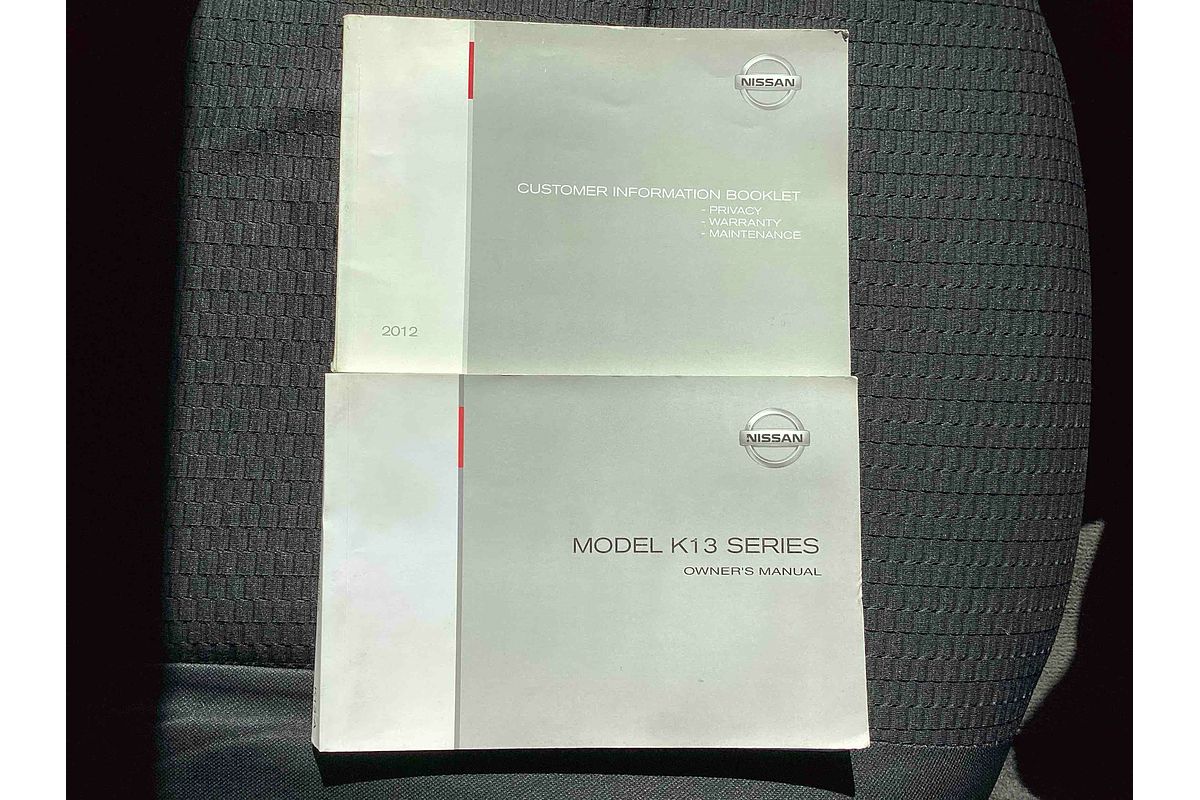 NISSAN
CUSTOMER INFORMATION BOOKLET
- PRIVACY
- WARRANTY
- MAINTENANCE
2012
NISSAN
MODEL K13 SERIES
OWNER'S MANUAL